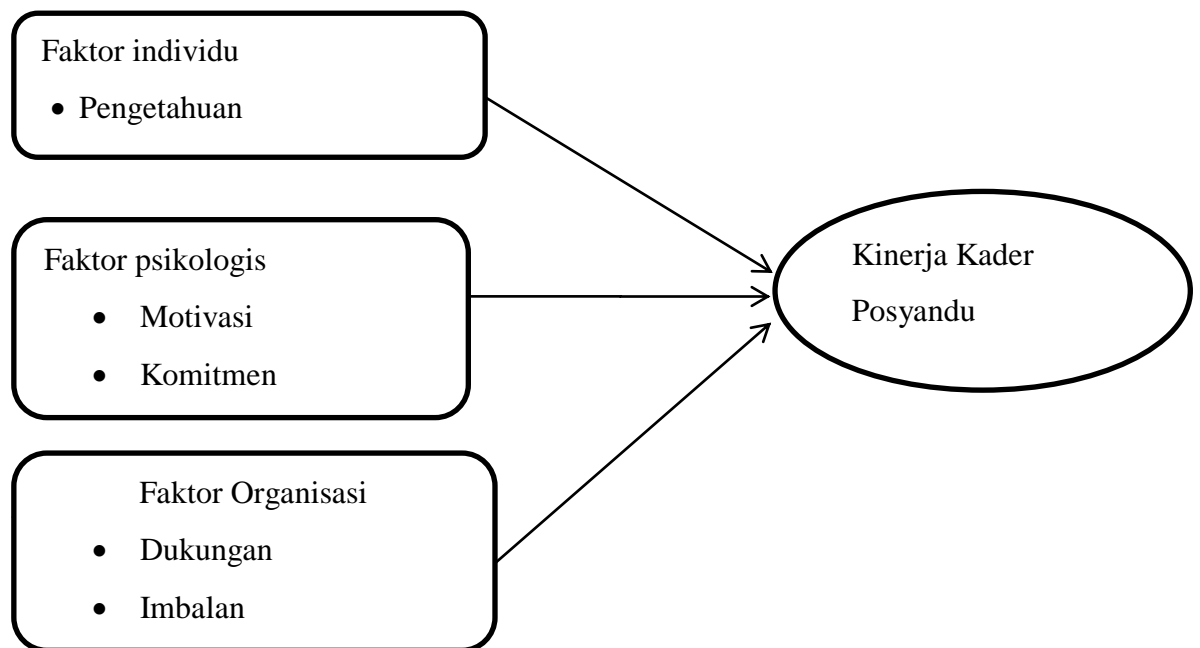 Faktor individu
• Pengetahuan
Faktor psikologis
• Motivasi
• Komitmen
Faktor Organisasi
• Dukungan
• Imbalan
Kinerja Kader
Posyandu